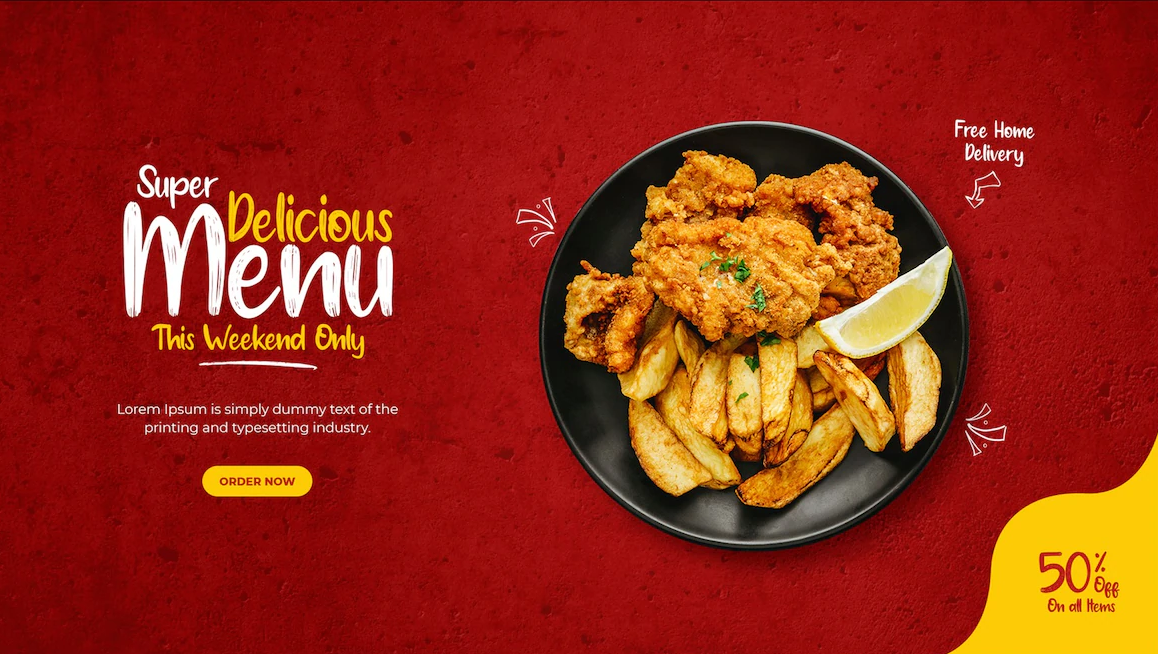 Super
Delicious
Menu
This Weekend Only
Lorem Ipsum is simply dummy text of the
printing and typesetting industry.
ORDER NOW
Free Home
Delivery
50%
Off
On all Items